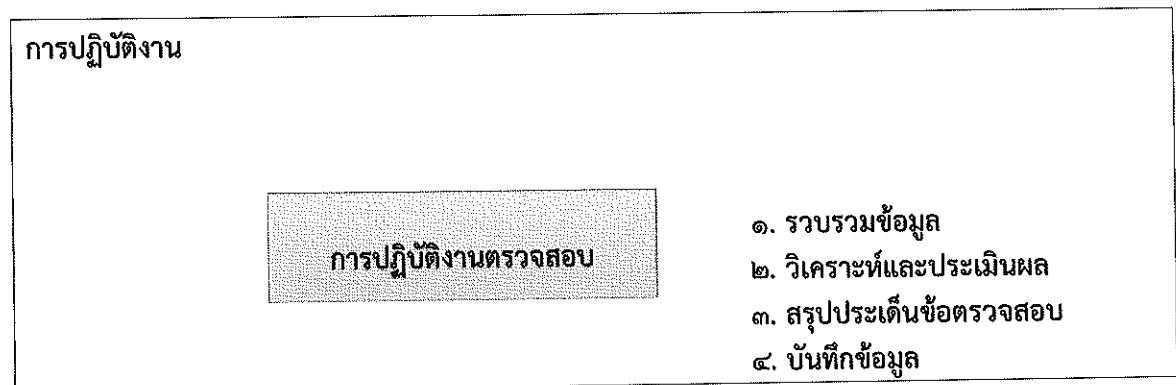 การปฏิบัติงาน
การปฏิบัติงานตรวจสอบ
๑. รวบรวมข้อมูล
๒. วิเคราะห์และประเมินผล
๓. สรุปประเด็นข้อตรวจสอบ
๔. บันทึกข้อมูล